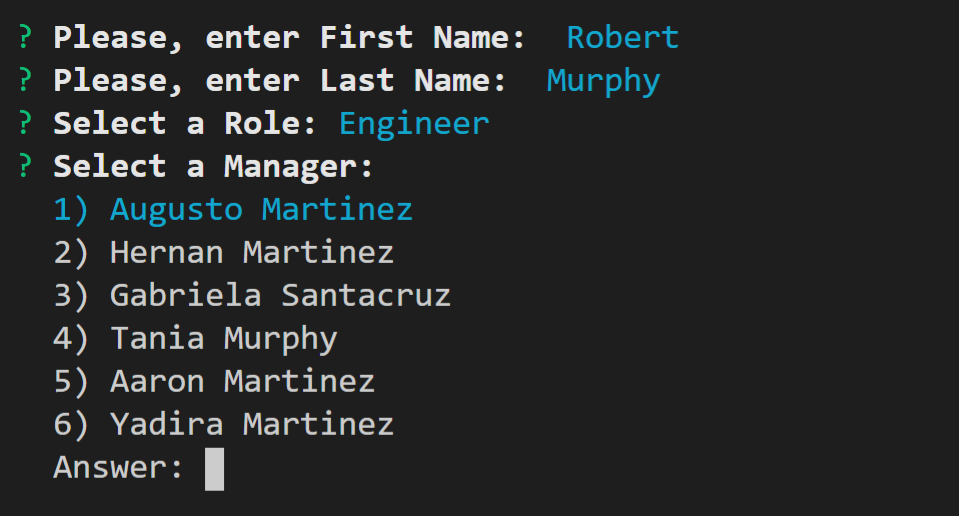 ? Please, enter First Name:  Robert
? Please, enter Last Name:  Murphy
? Select a Role: Engineer
? Select a Manager:
  1) Augusto Martinez
  2) Hernan Martinez
  3) Gabriela Santacruz
  4) Tania Murphy
  5) Aaron Martinez
  6) Yadira Martinez
  Answer: